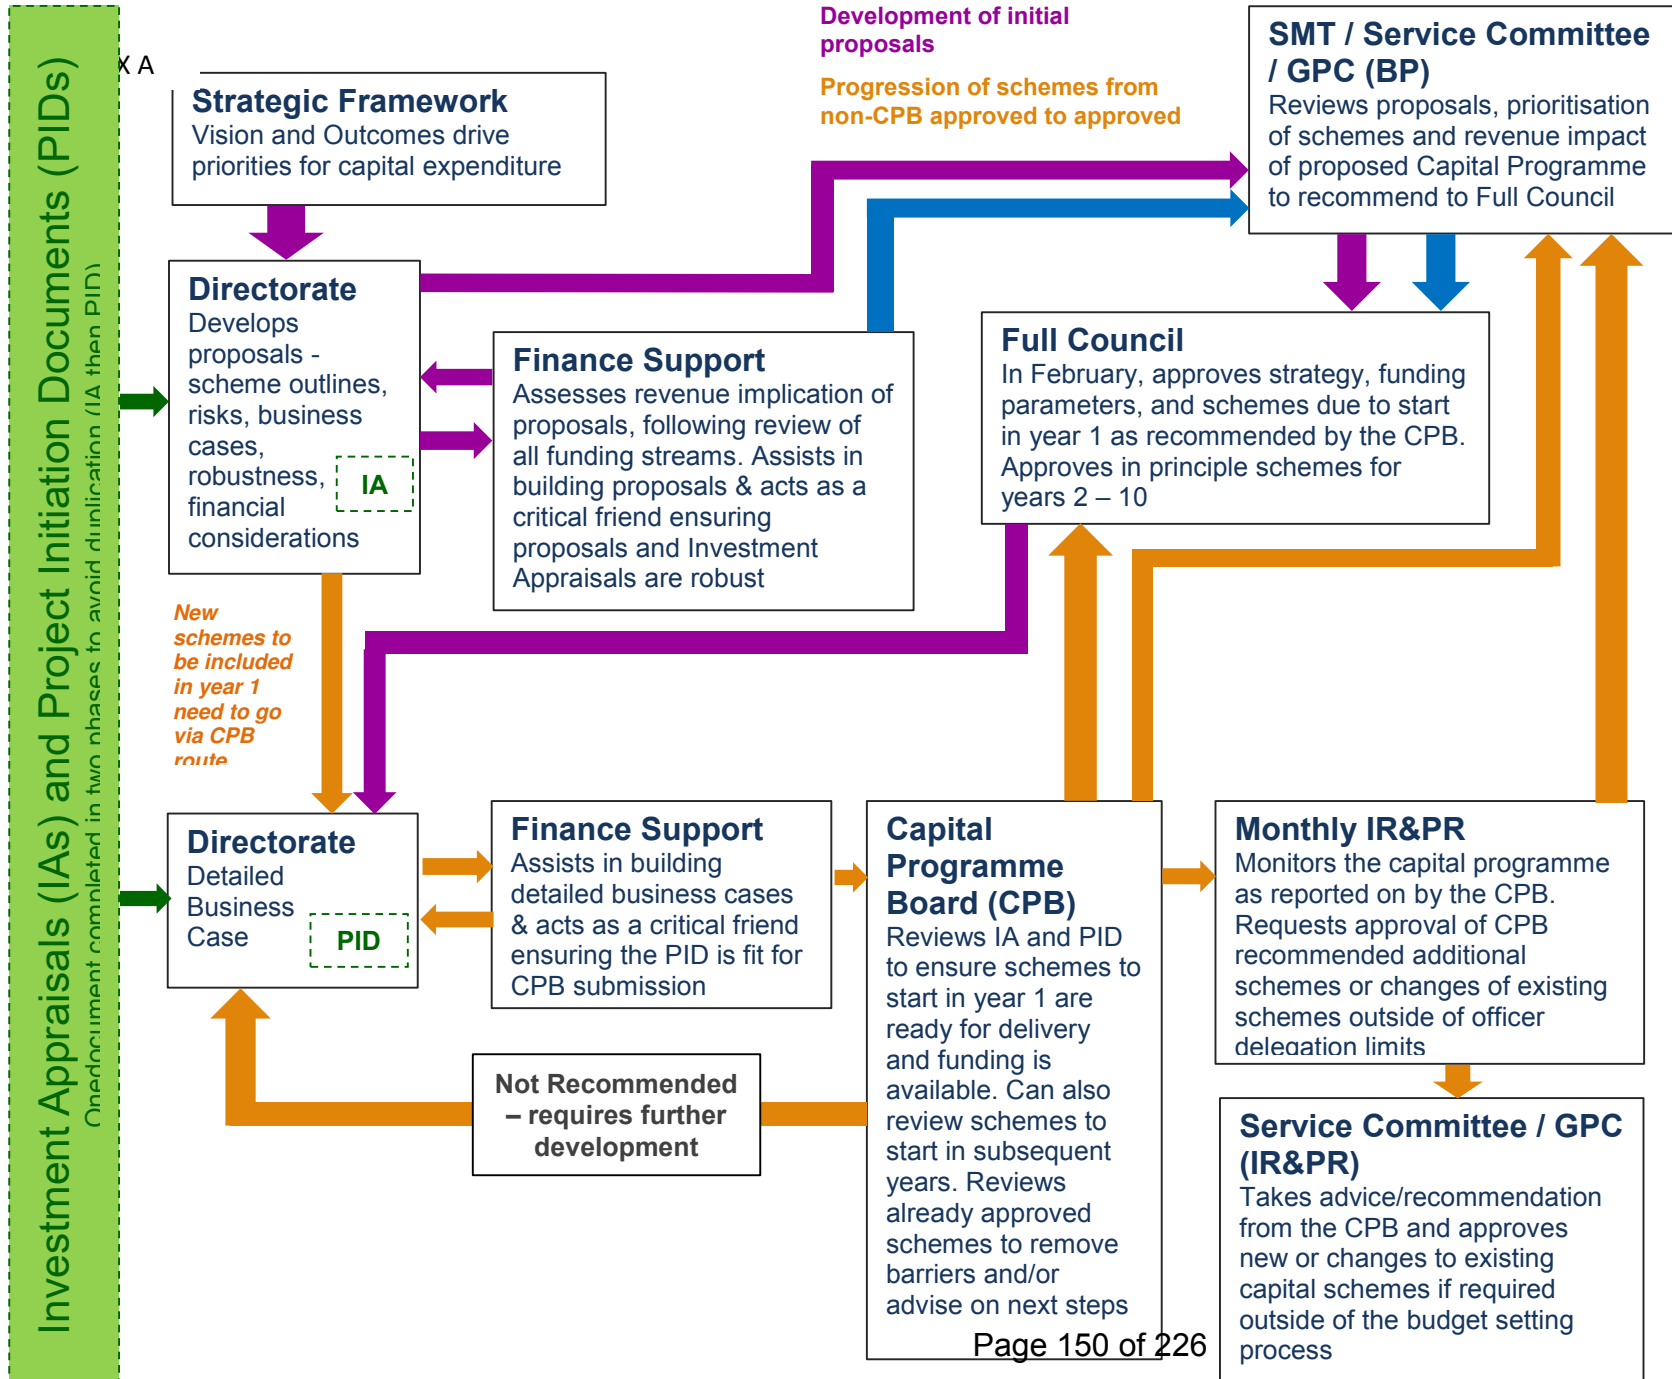 Investment Appraisals (IAs) and Project Initiation Documents (PIDs)
Onedocument completed in two phases to avoid duplication (IA then PID)
X A
Strategic Framework
Vision and Outcomes drive
priorities for capital expenditure
Development of initial
proposals
Progression of schemes from
non-CPB approved to approved
SMT / Service Committee
/ GPC (BP)
Reviews proposals, prioritisation
of schemes and revenue impact
of proposed Capital Programme
to recommend to Full Council
Directorate
Develops
proposals -
scheme outlines,
risks, business
cases,
robustness,
financial
considerations
IA
Finance Support
Assesses revenue implication of
proposals, following review of
all funding streams. Assists in
building proposals & acts as a
critical friend ensuring
proposals and Investment
Appraisals are robust
Full Council
In February, approves strategy, funding
parameters, and schemes due to start
in year 1 as recommended by the CPB.
Approves in principle schemes for
years 2 – 10
New
schemes to
be included
in year 1
need to go
via CPB
route
Directorate
Detailed
Business
Case
PID
Finance Support
Assists in building
detailed business cases
& acts as a critical friend
ensuring the PID is fit for
CPB submission
Capital
Programme
Board (CPB)
Reviews IA and PID
to ensure schemes to
start in year 1 are
ready for delivery
and funding is
available. Can also
review schemes to
start in subsequent
years. Reviews
already approved
schemes to remove
barriers and/or
advise on next steps
Monthly IR&PR
Monitors the capital programme
as reported on by the CPB.
Requests approval of CPB
recommended additional
schemes or changes of existing
schemes outside of officer
delegation limits
Not Recommended
– requires further
development
Service Committee / GPC
(IR&PR)
Takes advice/recommendation
from the CPB and approves
new or changes to existing
capital schemes if required
outside of the budget setting
process
Page 150 of 226